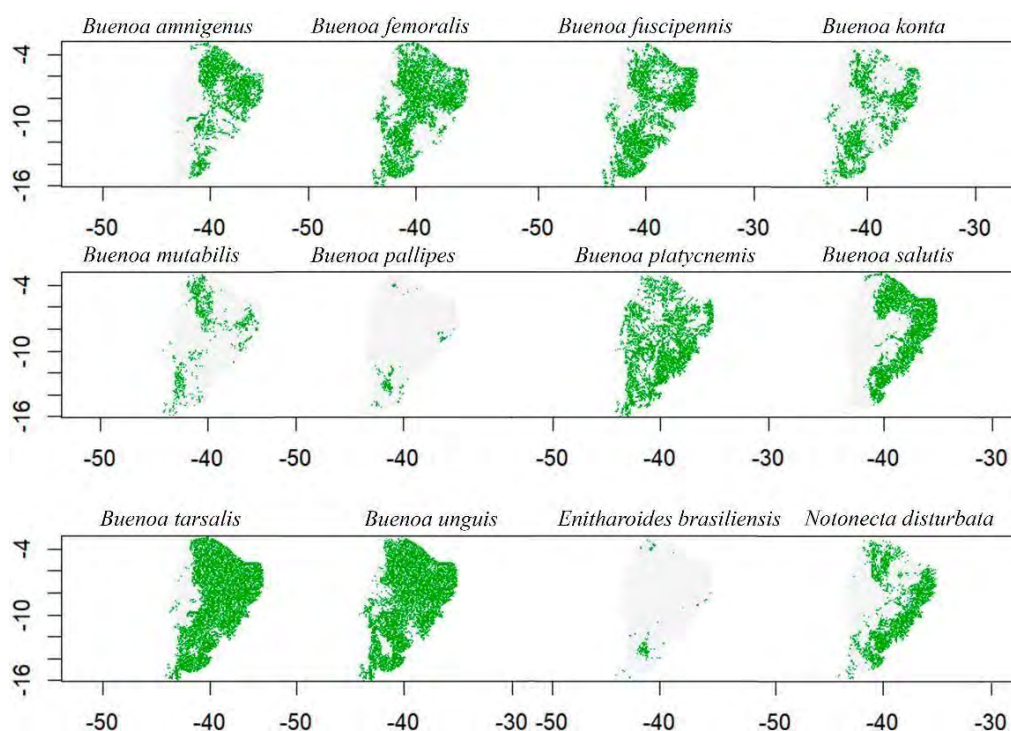 Buenoa amnigenus Buenoa femoralis Buenoa fuscipennis Buenoa konta
-4
-10
-16
-50 -40 -50 -40 -50 -40 -40 -30
Buenoa mutabilis Buenoa pallipes Buenoa platycnemis Buenoa salutis
-4
-10
-16
-50 -40 -50 -40 -50 -40 -40 -30
Buenoa tarsalis Buenoa unguis Enitharoides brasiliensis Notonecta disturbata
-4
-10
-16
-50 -40 -50 -40 -30 -50 -40 -40 -30